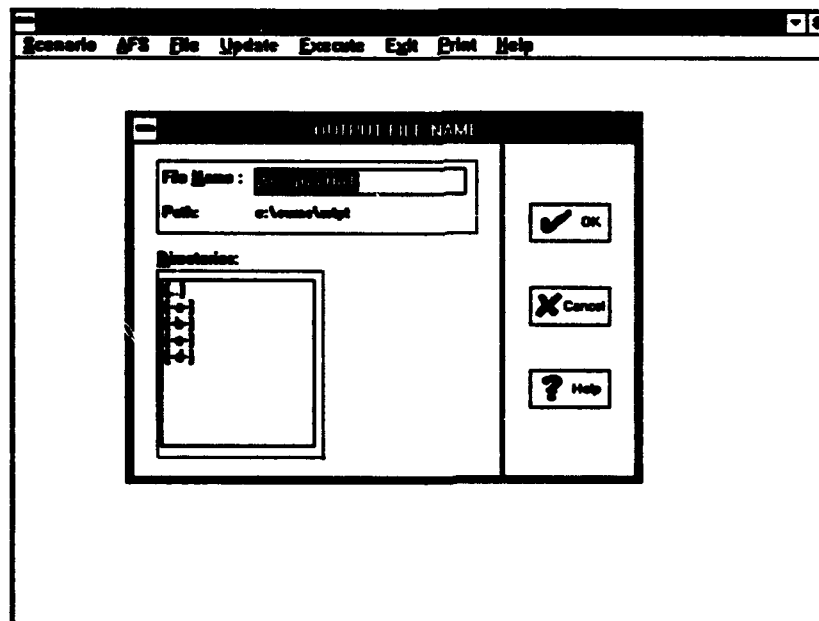 Scenario AFS File Update Execute Exit Print Help
OUTPUT FILE NAME
File Name :
Path:
OK
Directories:
[-a-]
Cancel
Help